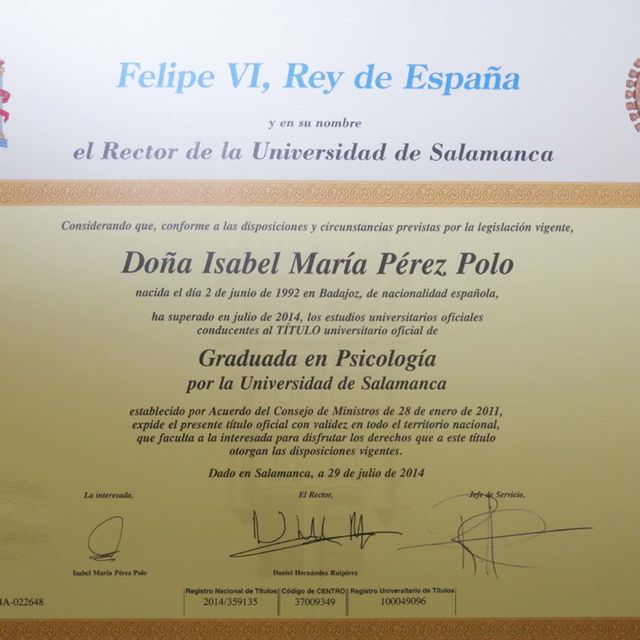 Felipe VI, Rey de España
y en su nombre
el Rector de la Universidad de Salamanca
Considerando que, conforme a las disposiciones y circunstancias previstas por la legislación vigente,
Doña Isabel María Pérez Polo
nacida el día 2 de junio de 1992 en Badajoz, de nacionalidad española,
ha superado en julio de 2014, los estudios universitarios oficiales
conducentes al TÍTULO universitario oficial de
Graduada en Psicología
por la Universidad de Salamanca
establecido por Acuerdo del Consejo de Ministros de 28 de enero de 2011,
expide el presente título oficial con validez en todo el territorio nacional,
que faculta a la interesada para disfrutar los derechos que a este título
otorgan las disposiciones vigentes.
Dado en Salamanca, a 29 de julio de 2014
La interesada, El Rector, Jefe de Servicio,
Isabel María Pérez Polo Daniel Hernández Ruipérez
Registro Nacional de Títulos Código de CENTRO Registro Universitario de Títulos
A-022648 2014/359135 37009349 100049096